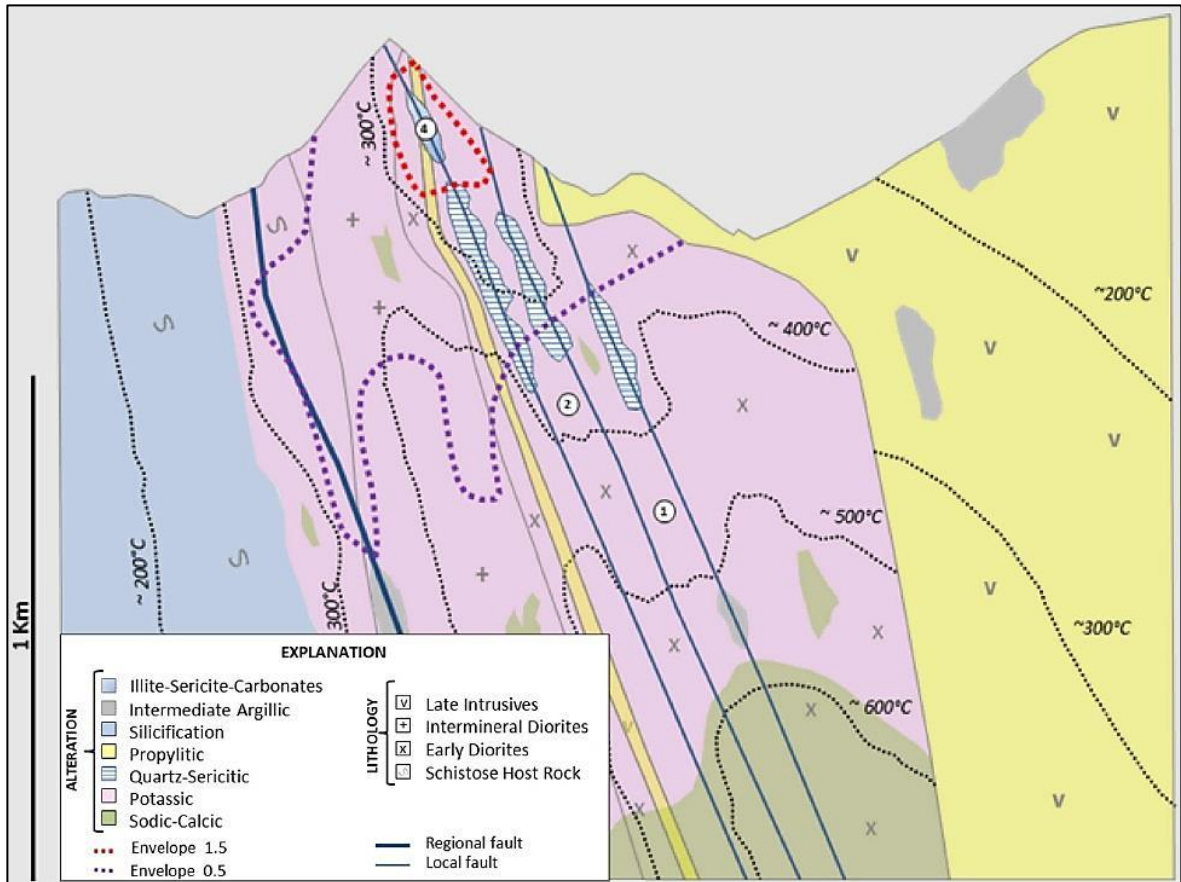 ~ 300°C
4
~200°C
~ 400°C
2
1
~ 500°C
~ 200°C
300°C
~300°C
~ 600°C
1 Km
v
v
v
v
v
v
v
+
+
+
x
x
x
x
x
x
x
x
x
x
S
S
S
EXPLANATION
ALTERATION
Illite-Sericite-Carbonates
Intermediate Argillic
Silicification
Propylitic
Quartz-Sericitic
Potassic
Sodic-Calcic
LITHOLOGY
v Late Intrusives
+ Intermineral Diorites
x Early Diorites
S Schistose Host Rock
Envelope 1.5
Envelope 0.5
Regional fault
Local fault